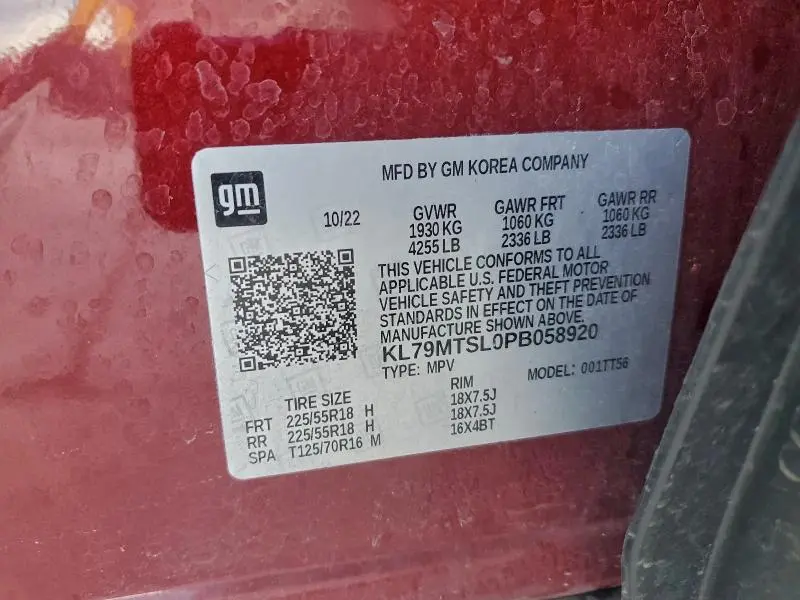 MFD BY GM KOREA COMPANY
gm
10/22
GVWR GAWR FRT GAWR RR
1930 KG 1060 KG 1060 KG
4255 LB 2336 LB 2336 LB
THIS VEHICLE CONFORMS TO ALL
APPLICABLE U.S. FEDERAL MOTOR
VEHICLE SAFETY AND THEFT PREVENTION
STANDARDS IN EFFECT ON THE DATE OF
MANUFACTURE SHOWN ABOVE.
KL79MTSL0PB058920
TYPE: MPV MODEL: 001TT56
TIRE SIZE RIM
FRT 225/55R18 H 18X7.5J
RR 225/55R18 H 18X7.5J
SPA T125/70R16 M 16X4BT